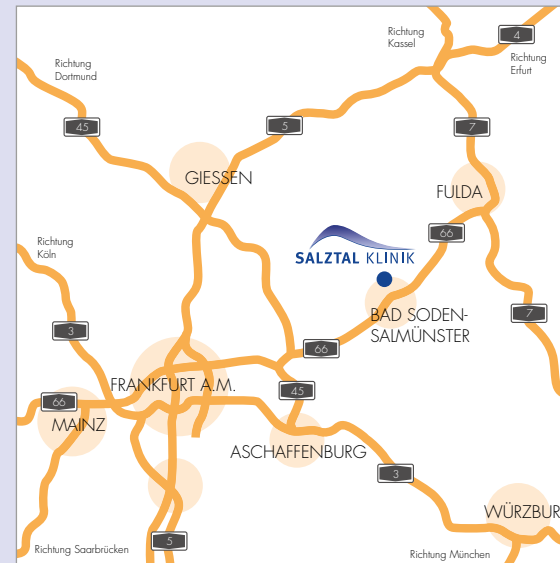 Richtung
Kassel
4
Richtung
Erfurt
Richtung
Dortmund
45
5
7
GIESSEN
FULDA
66
Richtung
Köln
SALZTAL KLINIK
3
BAD SODEN-
SALMÜNSTER
7
66
FRANKFURT A.M.
45
66
MAINZ
ASCHAFFENBURG
3
WÜRZBUR
5
Richtung Saarbrücken
Richtung München